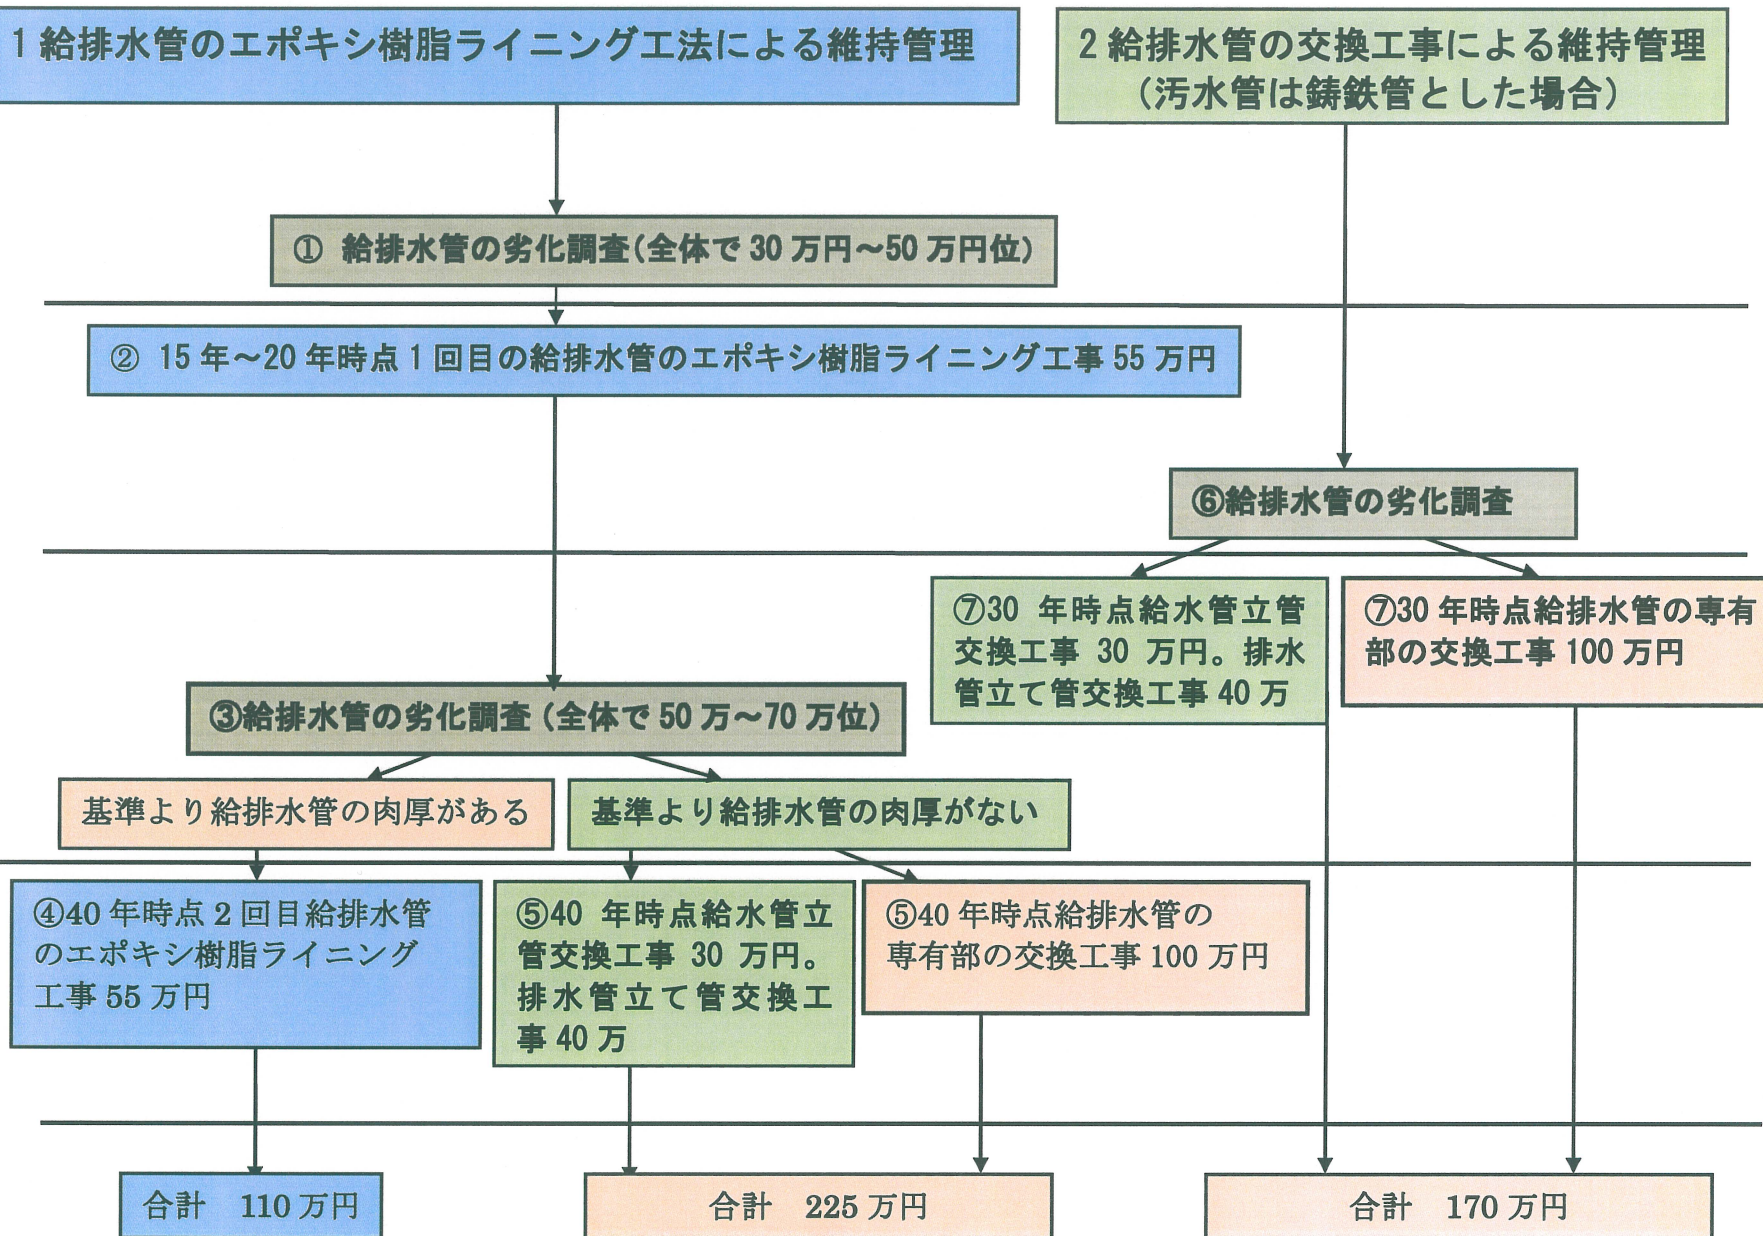 1 給排水管のエポキシ樹脂ライニング工法による維持管理
2 給排水管の交換工事による維持管理
（汚水管は鋳鉄管とした場合）
① 給排水管の劣化調査(全体で 30 万円～50 万円位)
② 15 年～20 年時点 1 回目の給排水管のエポキシ樹脂ライニング工事 55 万円
⑥給排水管の劣化調査
⑦30 年時点給水管立管
交換工事 30 万円。排水
管立て管交換工事 40 万
⑦30 年時点給排水管の専有
部の交換工事 100 万円
③給排水管の劣化調査（全体で 50 万～70 万位）
基準より給排水管の肉厚がある
基準より給排水管の肉厚がない
④40 年時点 2 回目給排水管
のエポキシ樹脂ライニング
工事 55 万円
⑤40 年時点給水管立
管交換工事 30 万円。
排水管立て管交換工
事 40 万
⑤40 年時点給排水管の
専有部の交換工事 100 万円
合計 110 万円
合計 225 万円
合計 170 万円